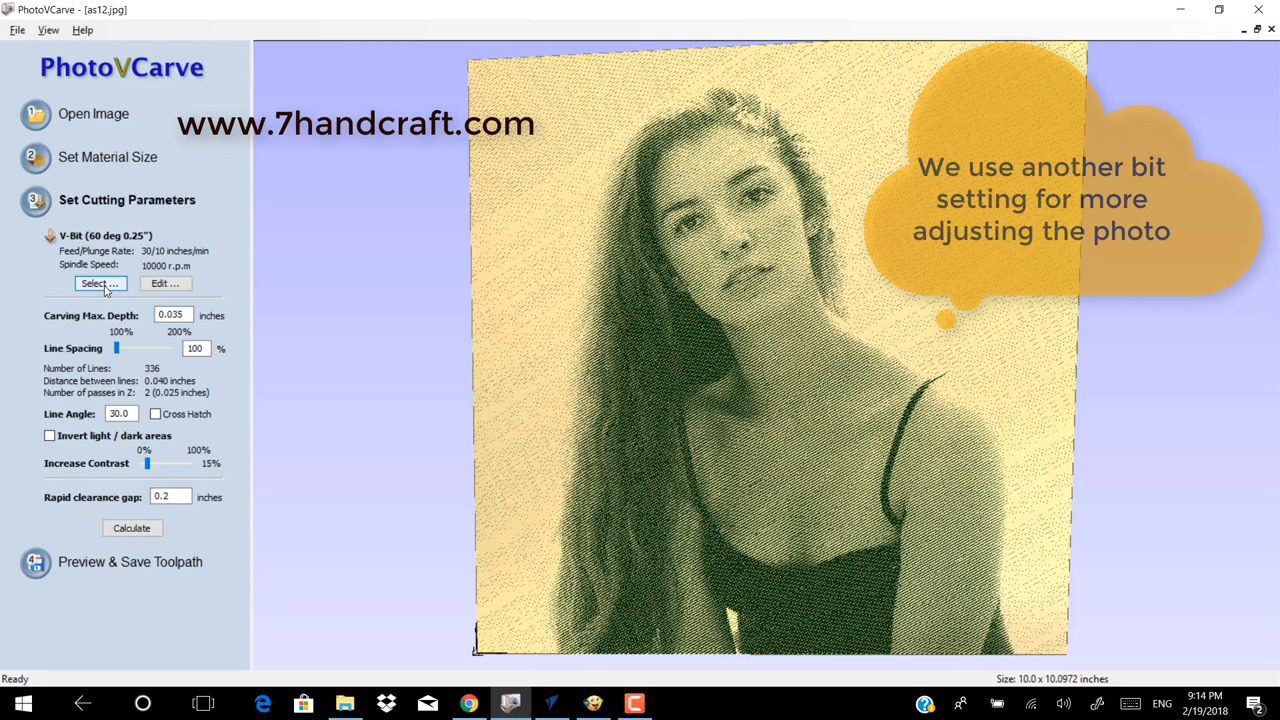 PhotoVCarve - [as12.jpg]
File View Help
PhotoVCarve
1 Open Image
2 Set Material Size
3 Set Cutting Parameters
V-Bit (60 deg 0.25")
Feed/Plunge Rate: 30/10 inches/min
Spindle Speed: 10000 r.p.m
Select ... Edit ...
Carving Max. Depth: 0.035 inches
100% 200%
Line Spacing 100 %
Number of Lines: 336
Distance between lines: 0.040 inches
Number of passes in Z: 2 (0.025 inches)
Line Angle: 30.0 Cross Hatch
Invert light / dark areas
0% 100%
Increase Contrast 15%
Rapid clearance gap: 0.2 inches
Calculate
4 Preview & Save Toolpath
www.7handcraft.com
We use another bit
setting for more
adjusting the photo
Ready
Size: 10.0 x 10.0972 inches
ENG
9:14 PM
2/19/2018
2